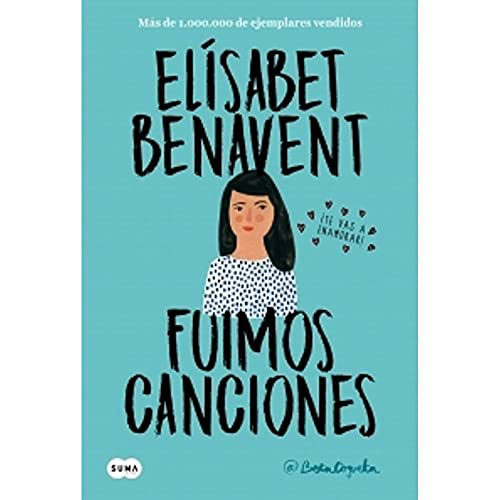 Más de 1.000.000 de ejemplares vendidos
ELÍSABET
BENAVENT
¡TE VAS A
ENAMORAR!
FUIMOS
CANCIONES
SUMA
@BetaCoqueta